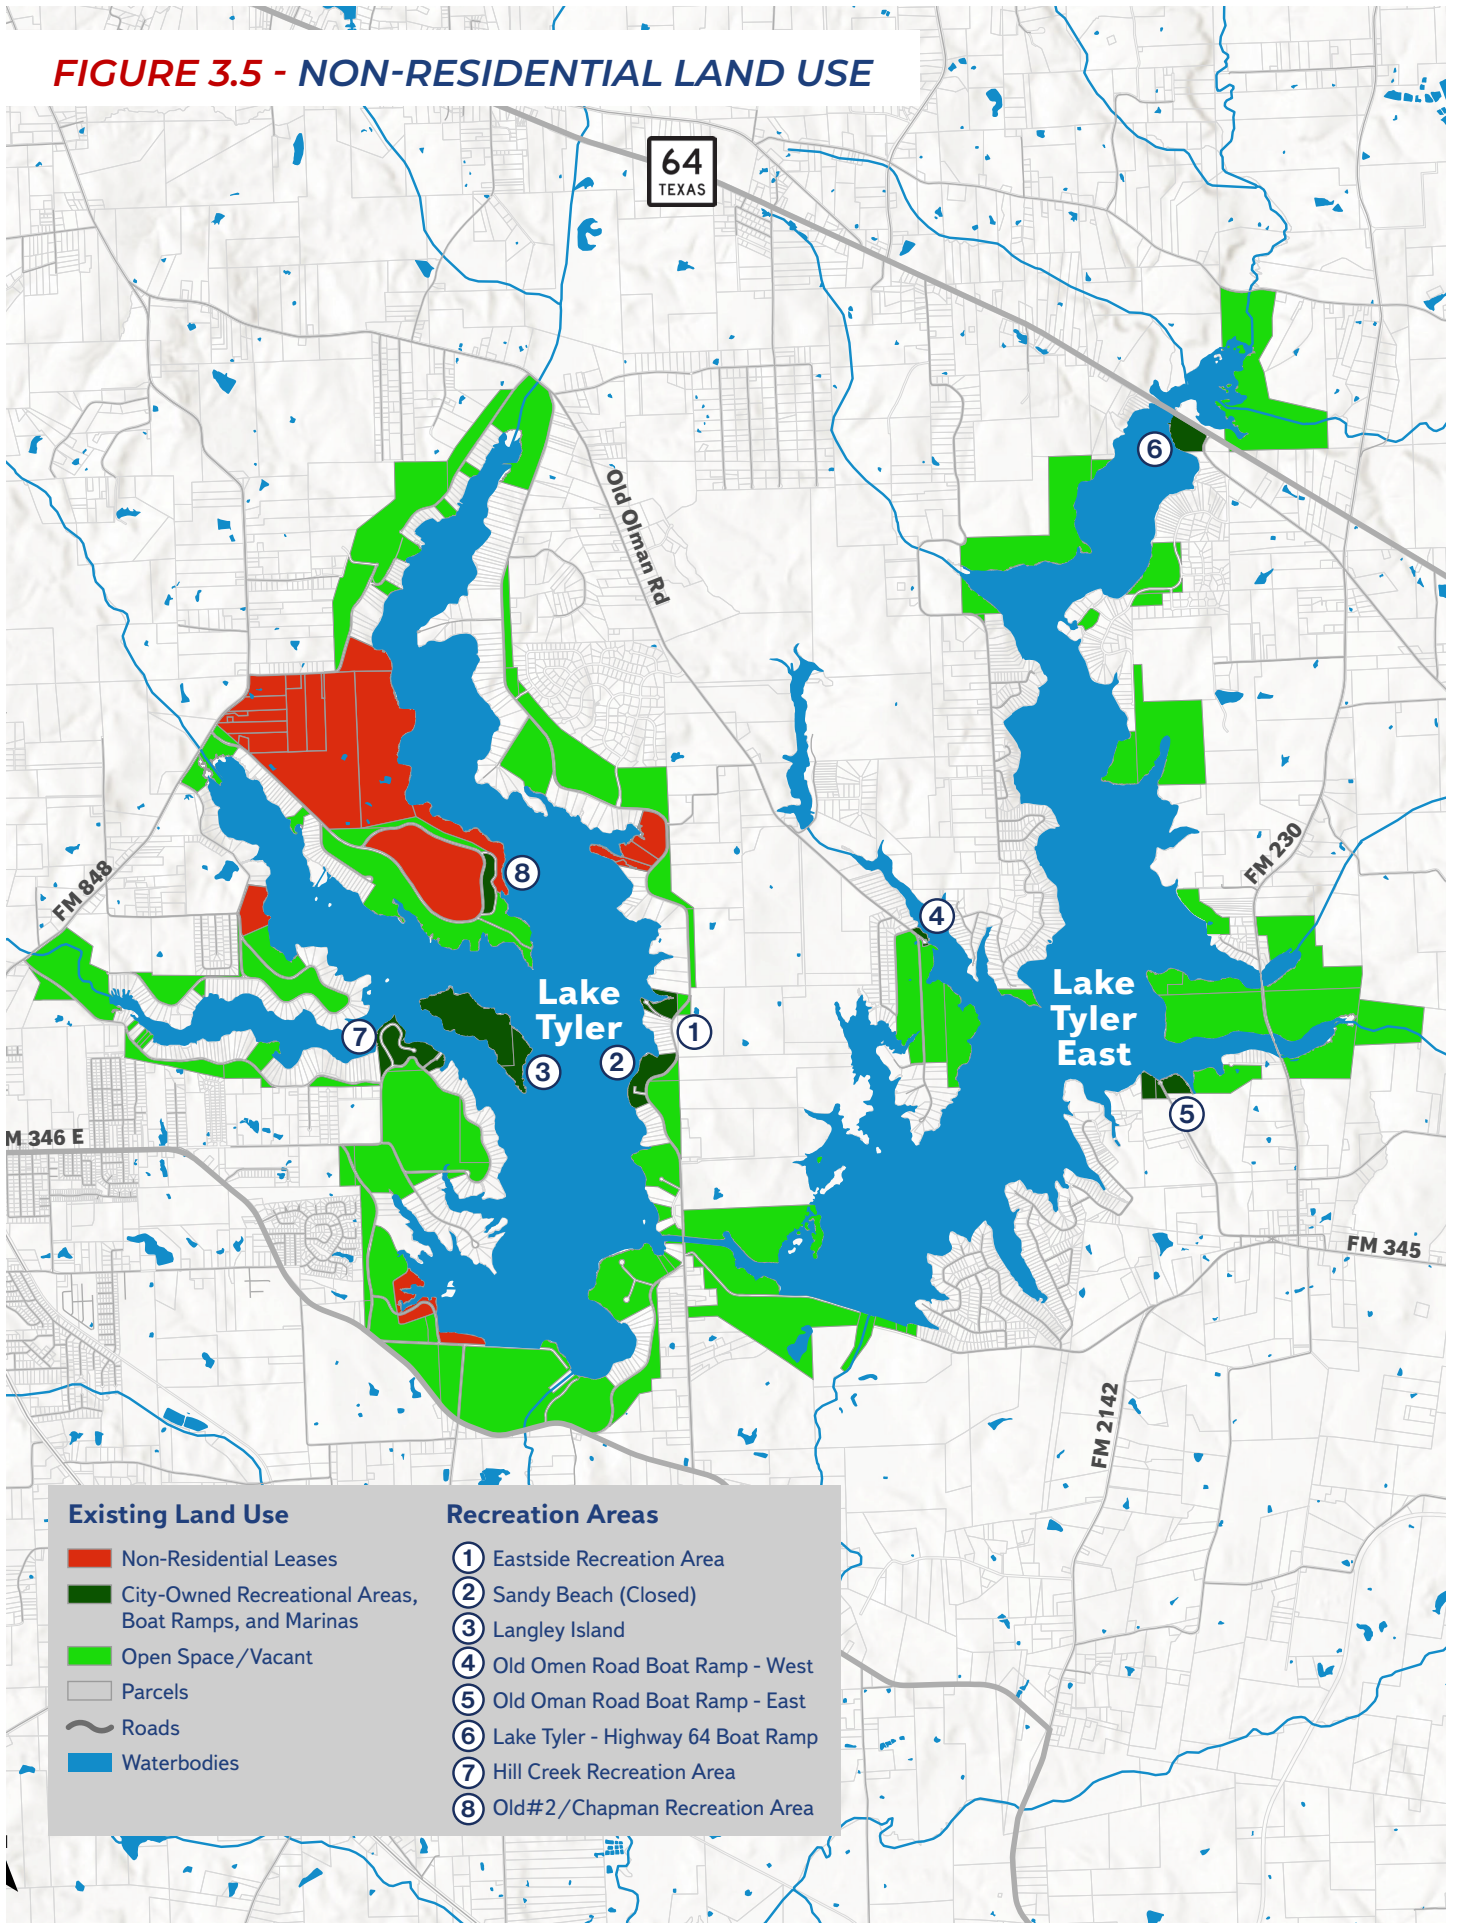 FIGURE 3.5 - NON-RESIDENTIAL LAND USE
64
TEXAS
Old Olman Rd
6
FM 848
8
FM 230
4
Lake
Tyler
Lake
Tyler
East
7
1
2
3
5
M 346 E
FM 345
FM 2142
Existing Land Use
Non-Residential Leases
City-Owned Recreational Areas,
Boat Ramps, and Marinas
Open Space/Vacant
Parcels
Roads
Waterbodies
Recreation Areas
1 Eastside Recreation Area
2 Sandy Beach (Closed)
3 Langley Island
4 Old Omen Road Boat Ramp - West
5 Old Oman Road Boat Ramp - East
6 Lake Tyler - Highway 64 Boat Ramp
7 Hill Creek Recreation Area
8 Old#2/Chapman Recreation Area